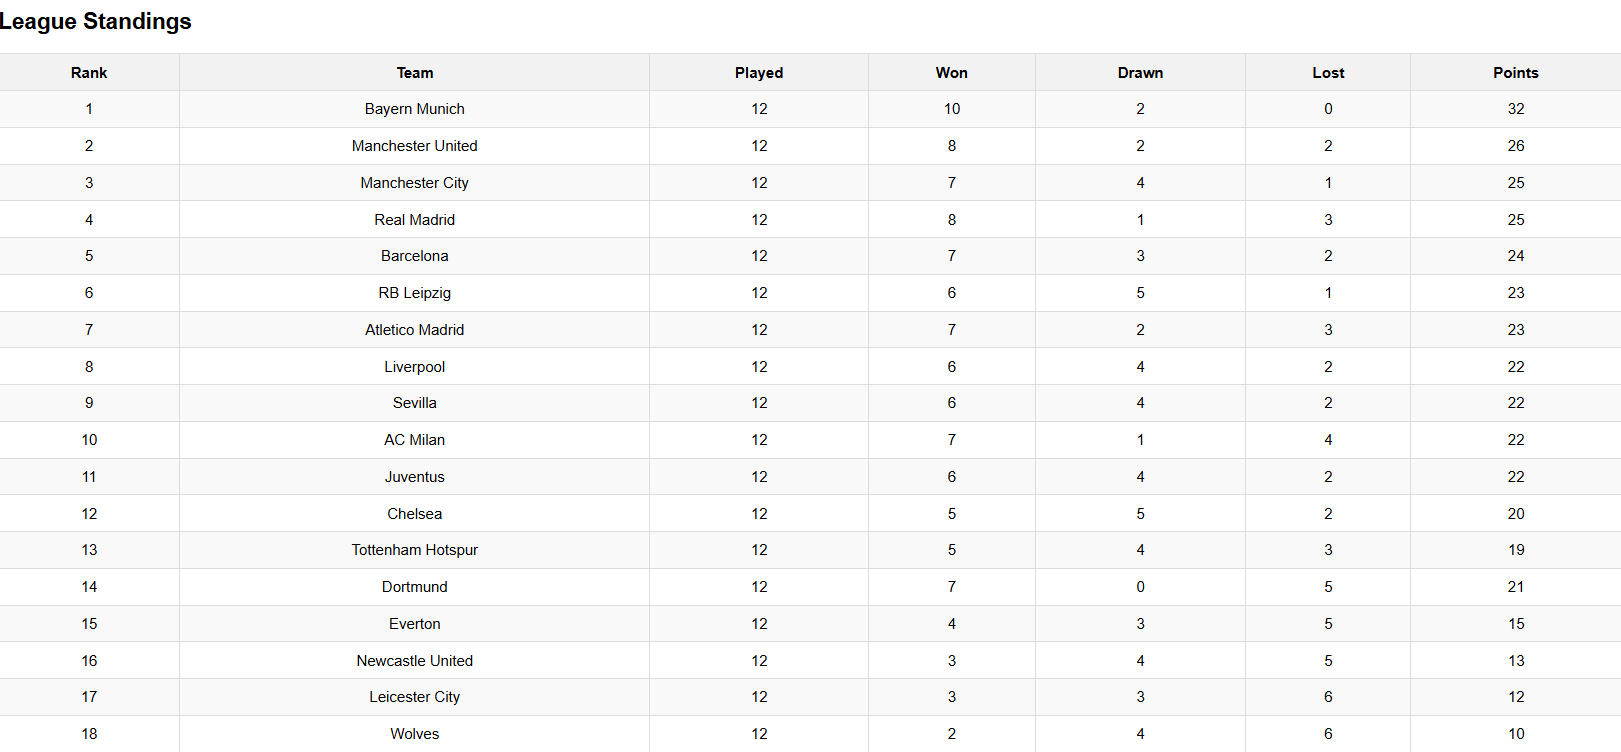 League Standings
Rank Team Played Won Drawn Lost Points
1 Bayern Munich 12 10 2 0 32
2 Manchester United 12 8 2 2 26
3 Manchester City 12 7 4 1 25
4 Real Madrid 12 8 1 3 25
5 Barcelona 12 7 3 2 24
6 RB Leipzig 12 6 5 1 23
7 Atletico Madrid 12 7 2 3 23
8 Liverpool 12 6 4 2 22
9 Sevilla 12 6 4 2 22
10 AC Milan 12 7 1 4 22
11 Juventus 12 6 4 2 22
12 Chelsea 12 5 5 2 20
13 Tottenham Hotspur 12 5 4 3 19
14 Dortmund 12 7 0 5 21
15 Everton 12 4 3 5 15
16 Newcastle United 12 3 4 5 13
17 Leicester City 12 3 3 6 12
18 Wolves 12 2 4 6 10